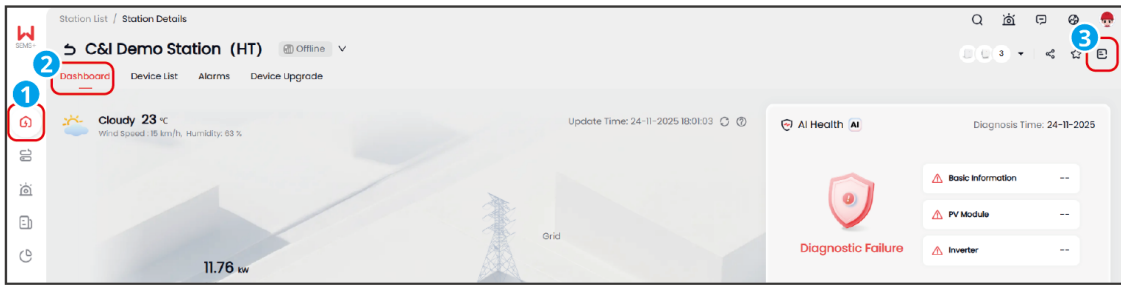 Station List / Station Details
SEMS+
C&I Demo Station (HT) Offline
3
3
2
Dashboard Device List Alarms Device Upgrade
1
Cloudy 23 °C
Wind Speed : 15 km/h, Humidity: 63 %
Update Time: 24-11-2025 18:01:03
AI Health AI
Diagnosis Time: 24-11-2025
Basic Information --
PV Module --
Grid
Diagnostic Failure
Inverter --
11.76 kW